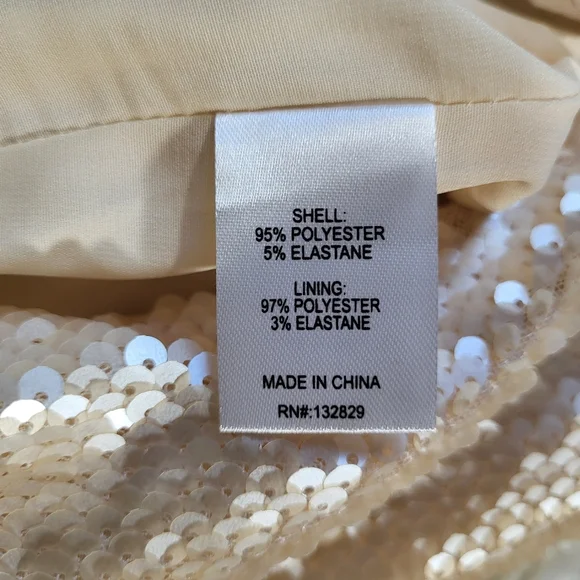 SHELL:
95% POLYESTER
5% ELASTANE
LINING:
97% POLYESTER
3% ELASTANE
MADE IN CHINA
RN#:132829